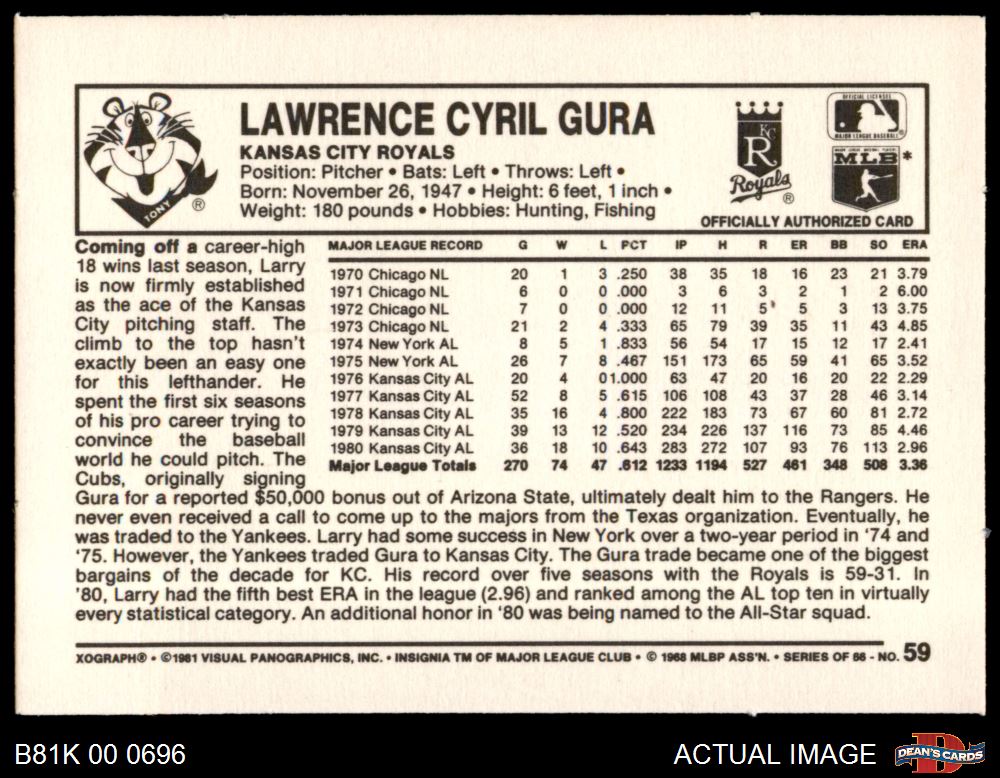 TONY ®
LAWRENCE CYRIL GURA
KANSAS CITY ROYALS
Position: Pitcher • Bats: Left • Throws: Left •
Born: November 26, 1947 • Height: 6 feet, 1 inch •
Weight: 180 pounds • Hobbies: Hunting, Fishing
KC
R
Royals ®
OFFICIAL LICENSEE
MAJOR LEAGUE BASEBALL ®
MLB *
OFFICIALLY AUTHORIZED CARD
Coming off a career-high
18 wins last season, Larry
is now firmly established
as the ace of the Kansas
City pitching staff. The
climb to the top hasn't
exactly been an easy one
for this lefthander. He
spent the first six seasons
of his pro career trying to
convince the baseball
world he could pitch. The
Cubs, originally signing
MAJOR LEAGUE RECORD G W L PCT IP H R ER BB SO ERA
1970 Chicago NL 20 1 3 .250 38 35 18 16 23 21 3.79
1971 Chicago NL 6 0 0 .000 3 6 3 2 1 2 6.00
1972 Chicago NL 7 0 0 .000 12 11 5 5 3 13 3.75
1973 Chicago NL 21 2 4 .333 65 79 39 35 11 43 4.85
1974 New York AL 8 5 1 .833 56 54 17 15 12 17 2.41
1975 New York AL 26 7 8 .467 151 173 65 59 41 65 3.52
1976 Kansas City AL 20 4 0 1.000 63 47 20 16 20 22 2.29
1977 Kansas City AL 52 8 5 .615 106 108 43 37 28 46 3.14
1978 Kansas City AL 35 16 4 .800 222 183 73 67 60 81 2.72
1979 Kansas City AL 39 13 12 .520 234 226 137 116 73 85 4.46
1980 Kansas City AL 36 18 10 .643 283 272 107 93 76 113 2.96
Major League Totals 270 74 47 .612 1233 1194 527 461 348 508 3.36
Gura for a reported $50,000 bonus out of Arizona State, ultimately dealt him to the Rangers. He
never even received a call to come up to the majors from the Texas organization. Eventually, he
was traded to the Yankees. Larry had some success in New York over a two-year period in '74 and
'75. However, the Yankees traded Gura to Kansas City. The Gura trade became one of the biggest
bargains of the decade for KC. His record over five seasons with the Royals is 59-31. In
'80, Larry had the fifth best ERA in the league (2.96) and ranked among the AL top ten in virtually
every statistical category. An additional honor in '80 was being named to the All-Star squad.
XOGRAPH® • ©1981 VISUAL PANOGRAPHICS, INC. • INSIGNIA TM OF MAJOR LEAGUE CLUB • © 1968 MLBP ASS'N. • SERIES OF 66 - NO. 59
B81K 00 0696
ACTUAL IMAGE
DEAN'S CARDS